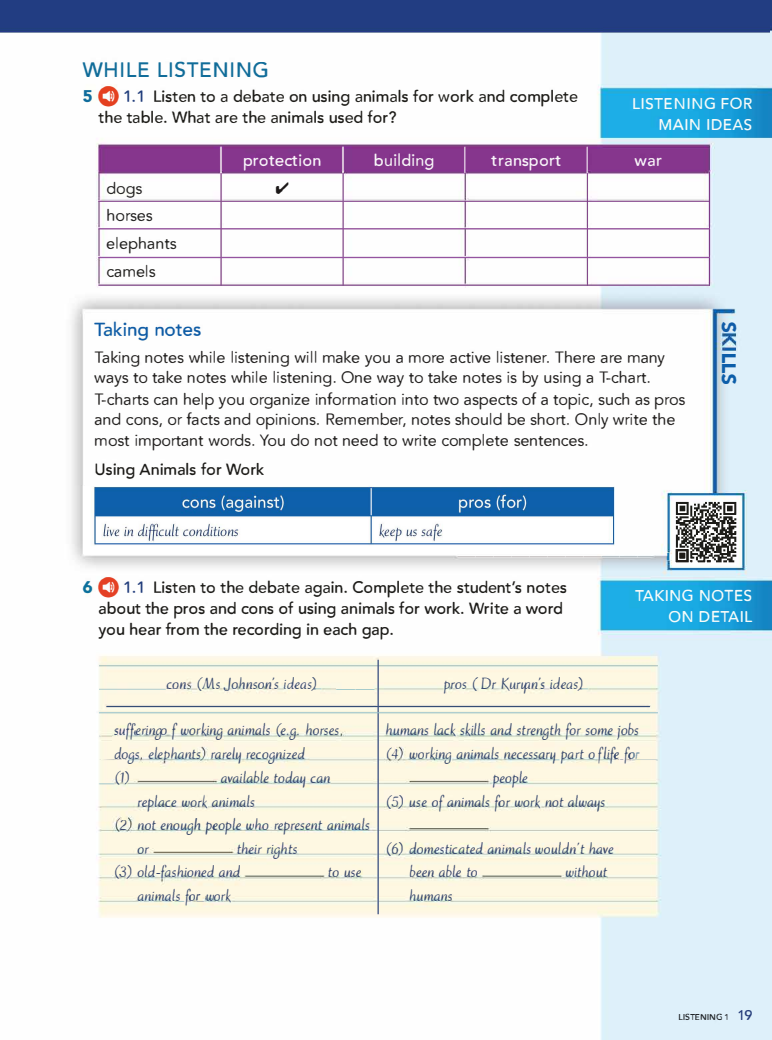 WHILE LISTENING
5 1.1 Listen to a debate on using animals for work and complete
the table. What are the animals used for?
LISTENING FOR
MAIN IDEAS
protection building transport war
dogs ✔
horses
elephants
camels
Taking notes
Taking notes while listening will make you a more active listener. There are many
ways to take notes while listening. One way to take notes is by using a T-chart.
T-charts can help you organize information into two aspects of a topic, such as pros
and cons, or facts and opinions. Remember, notes should be short. Only write the
most important words. You do not need to write complete sentences.
SKILLS
Using Animals for Work
cons (against) pros (for)
live in difficult conditions keep us safe
6 1.1 Listen to the debate again. Complete the student's notes
about the pros and cons of using animals for work. Write a word
you hear from the recording in each gap.
TAKING NOTES
ON DETAIL
cons (Ms Johnson's ideas)
sufferingo f working animals (e.g. horses,
dogs, elephants) rarely recognized
(1) __________ available today can
replace work animals
(2) not enough people who represent animals
or __________ their rights
(3) old-fashioned and __________ to use
animals for work
pros ( Dr Kuryan's ideas)
humans lack skills and strength for some jobs
(4) working animals necessary part o f life for
__________ people
(5) use of animals for work not always
__________
(6) domesticated animals wouldn't have
been able to __________ without
humans
LISTENING 1 19